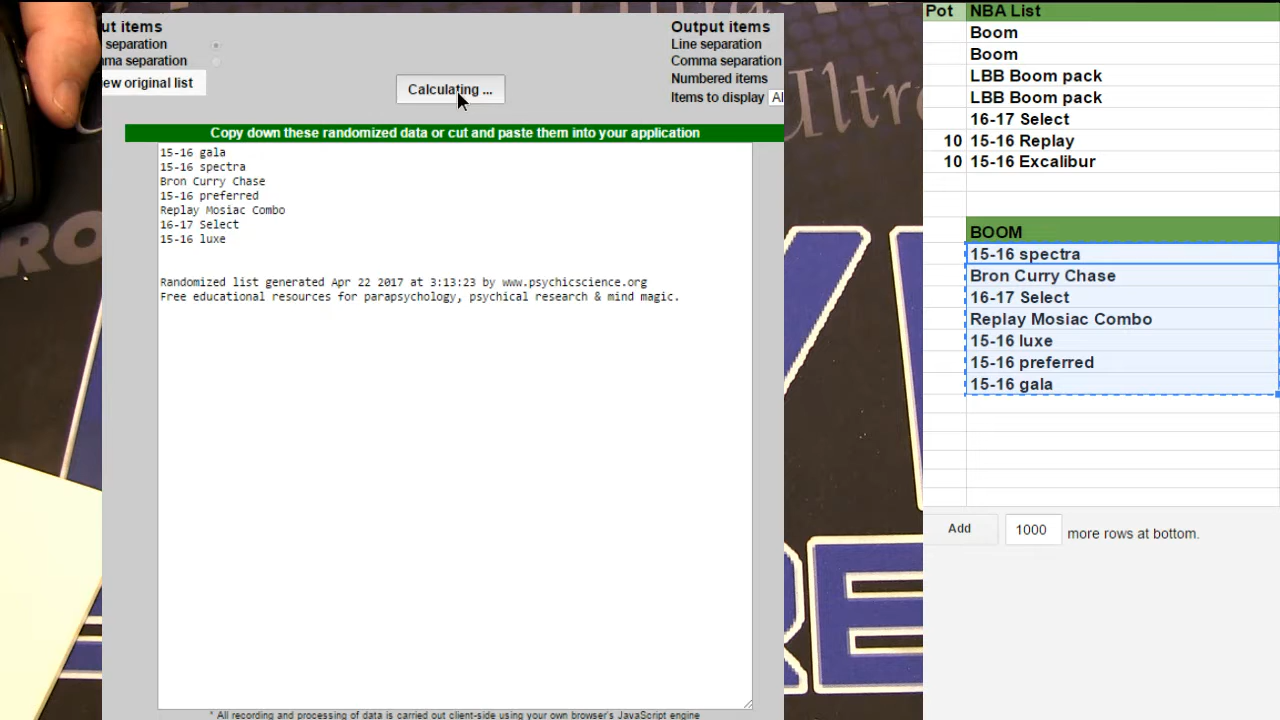 ut items
separation
ma separation
ew original list
Calculating ...
Output items
Line separation
Comma separation
Numbered items
Items to display
Copy down these randomized data or cut and paste them into your application
15-16 gala
15-16 spectra
Bron Curry Chase
15-16 preferred
Replay Mosiac Combo
16-17 Select
15-16 luxe
Randomized list generated Apr 22 2017 at 3:13:23 by www.psychicscience.org
Free educational resources for parapsychology, psychical research & mind magic.
* All recording and processing of data is carried out client-side using your own browser's JavaScript engine
Pot NBA List
Boom
Boom
LBB Boom pack
LBB Boom pack
16-17 Select
10 15-16 Replay
10 15-16 Excalibur
BOOM
15-16 spectra
Bron Curry Chase
16-17 Select
Replay Mosiac Combo
15-16 luxe
15-16 preferred
15-16 gala
Add 1000 more rows at bottom.